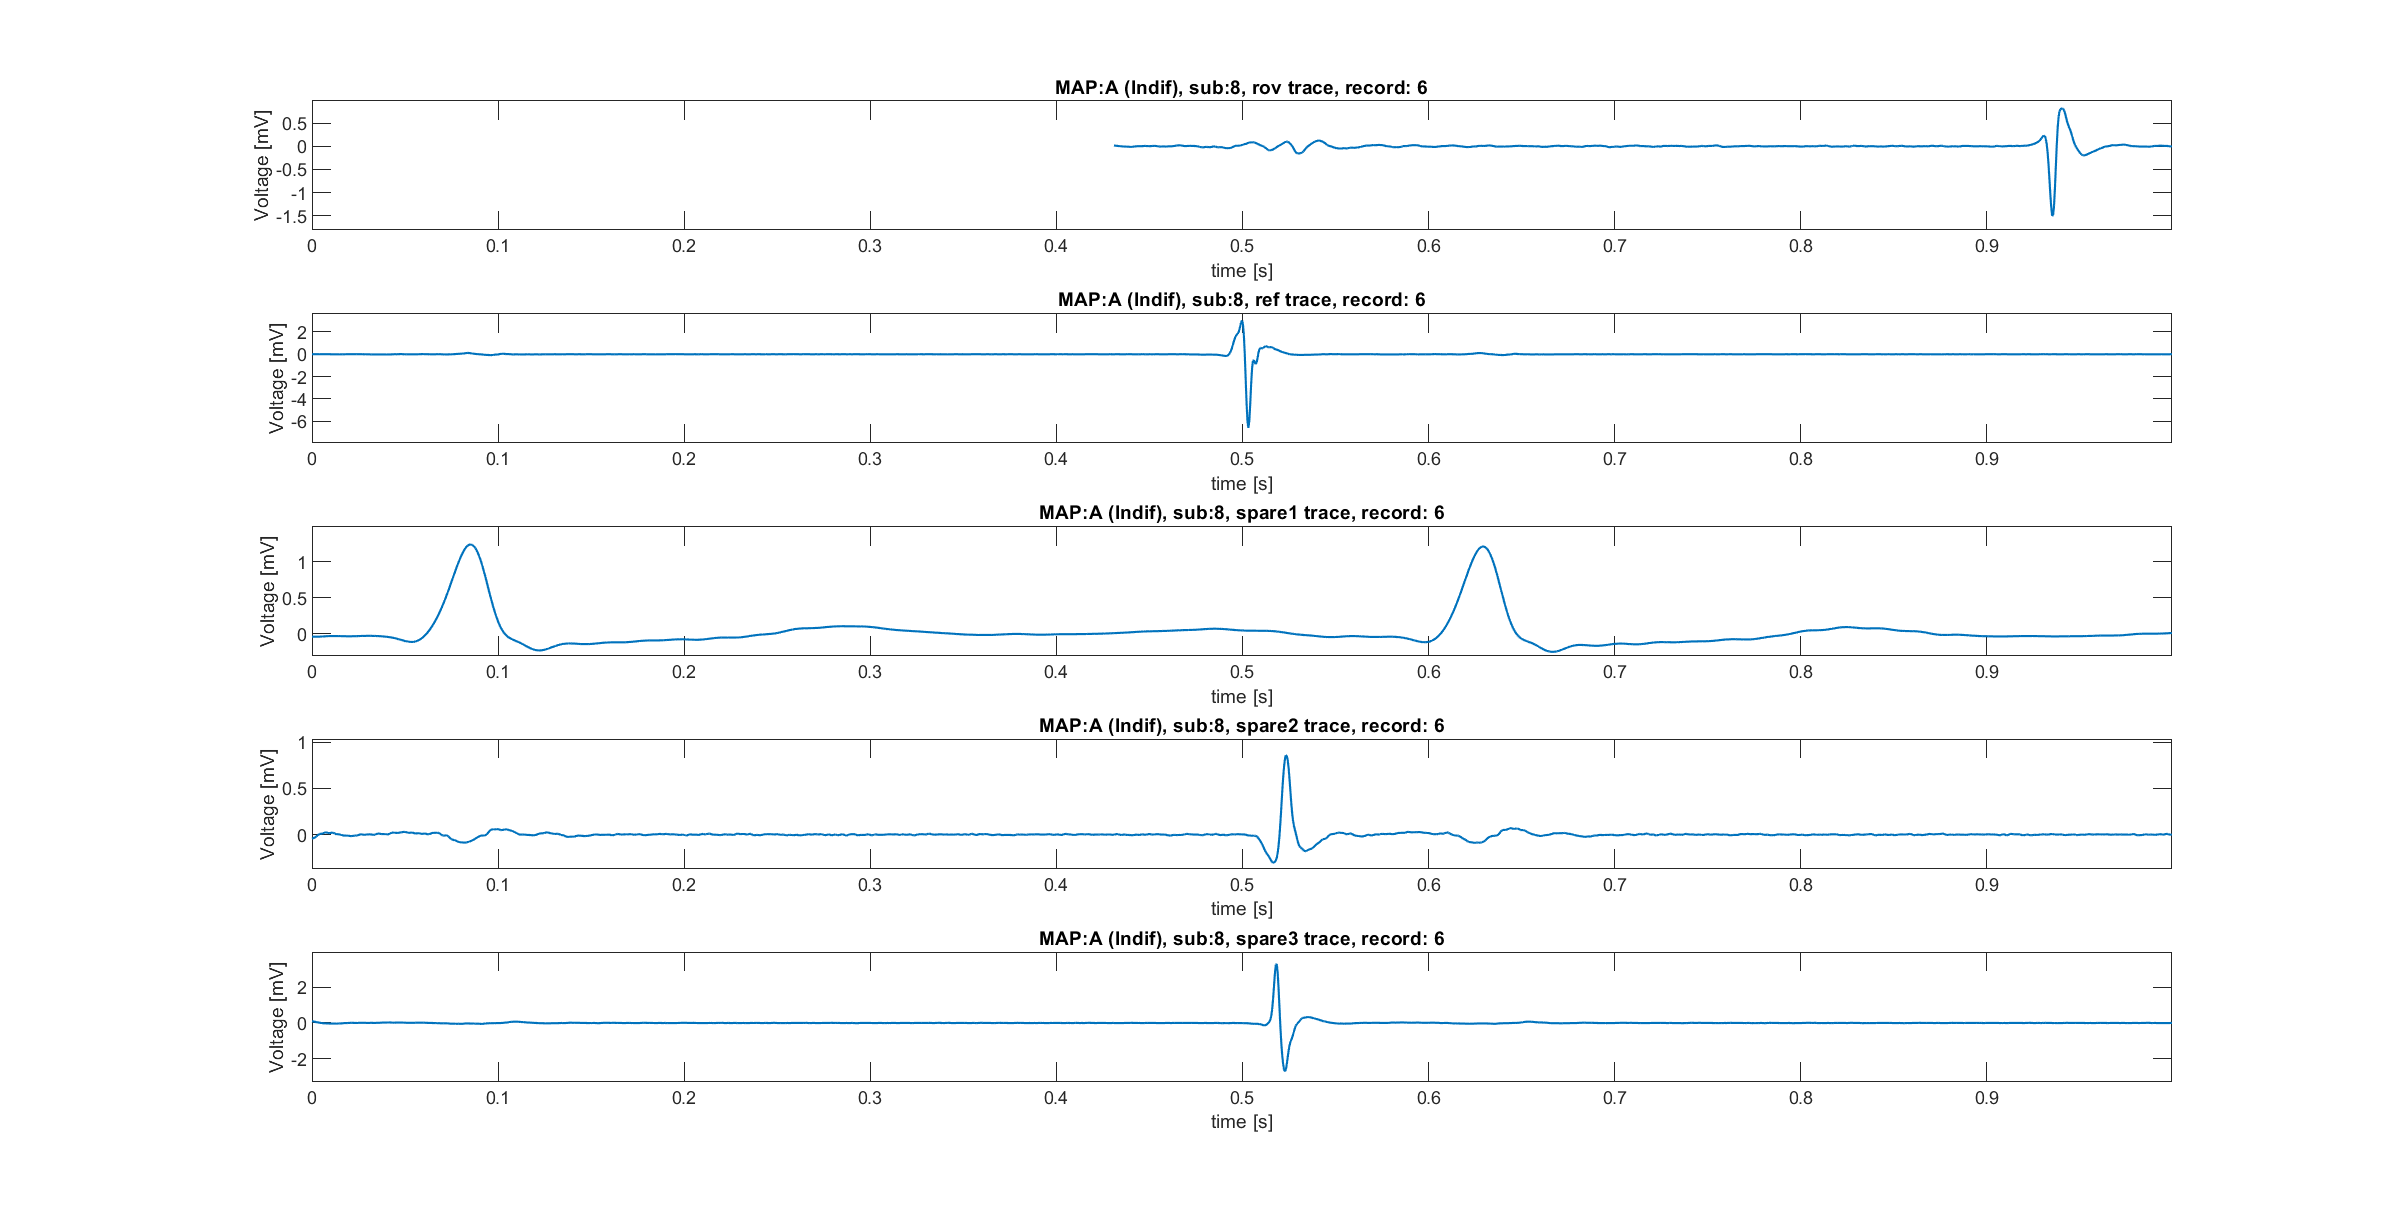 MAP:A (Indif), sub:8, rov trace, record: 6
Voltage [mV]
0.5
0
-0.5
-1
-1.5
0 0.1 0.2 0.3 0.4 0.5 0.6 0.7 0.8 0.9
time [s]
MAP:A (Indif), sub:8, ref trace, record: 6
Voltage [mV]
2
0
-2
-4
-6
0 0.1 0.2 0.3 0.4 0.5 0.6 0.7 0.8 0.9
time [s]
MAP:A (Indif), sub:8, spare1 trace, record: 6
Voltage [mV]
1
0.5
0
0 0.1 0.2 0.3 0.4 0.5 0.6 0.7 0.8 0.9
time [s]
MAP:A (Indif), sub:8, spare2 trace, record: 6
Voltage [mV]
1
0.5
0
0 0.1 0.2 0.3 0.4 0.5 0.6 0.7 0.8 0.9
time [s]
MAP:A (Indif), sub:8, spare3 trace, record: 6
Voltage [mV]
2
0
-2
0 0.1 0.2 0.3 0.4 0.5 0.6 0.7 0.8 0.9
time [s]